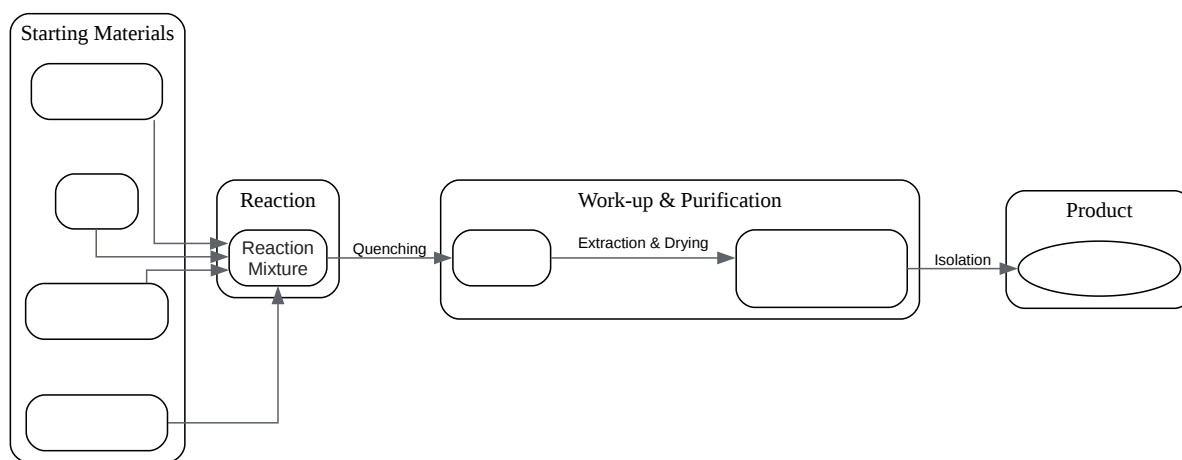 Starting Materials
Reaction
Reaction
Mixture
Quenching
Work-up & Purification
Extraction & Drying
Isolation
Product